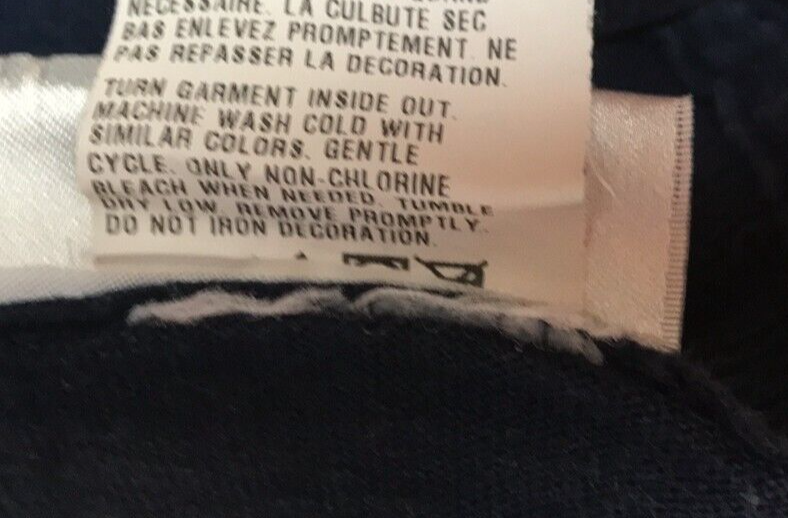 NÉCESSAIRE. LA CULBUTE SEC
BAS ENLEVEZ PROMPTEMENT. NE
PAS REPASSER LA DECORATION.
TURN GARMENT INSIDE OUT.
MACHINE WASH COLD WITH
SIMILAR COLORS. GENTLE
CYCLE. ONLY NON-CHLORINE
BLEACH WHEN NEEDED. TUMBLE
DRY LOW. REMOVE PROMPTLY.
DO NOT IRON DECORATION.